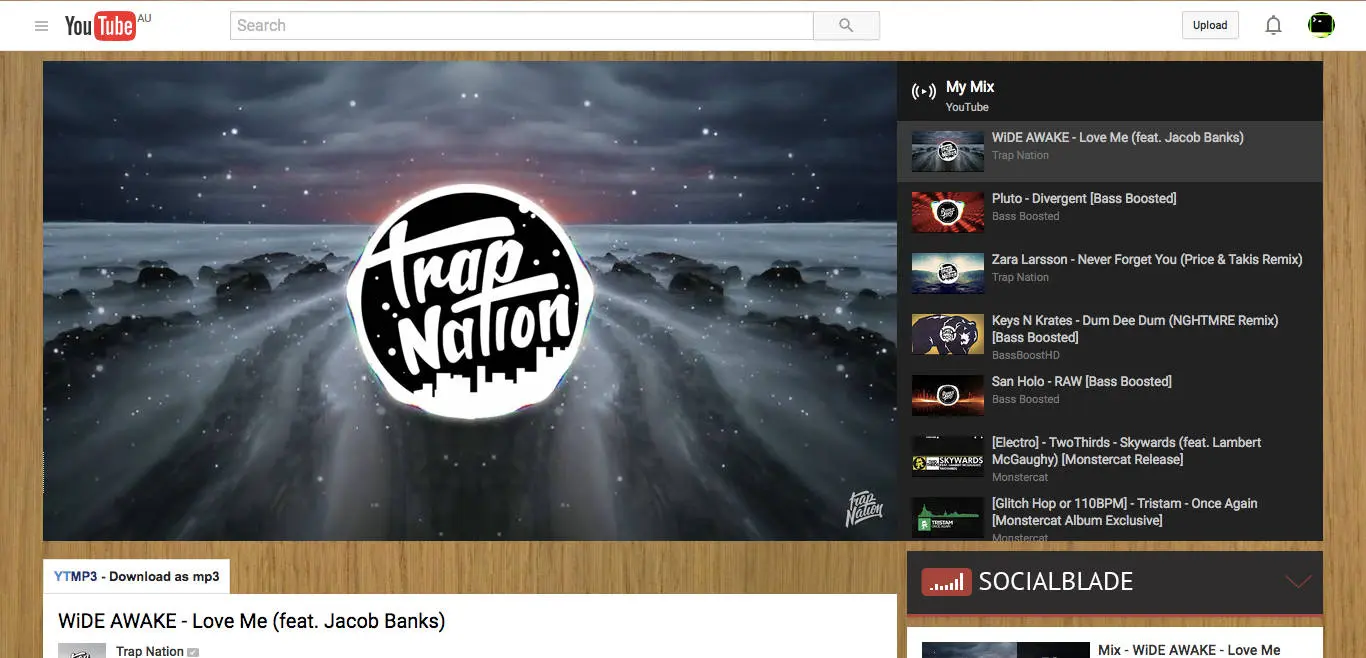 YouTube AU
Search
Upload
Trap
Nation
Trap
Nation
My Mix
YouTube
WiDE AWAKE - Love Me (feat. Jacob Banks)
Trap Nation
Pluto - Divergent [Bass Boosted]
Bass Boosted
Zara Larsson - Never Forget You (Price & Takis Remix)
Trap Nation
Keys N Krates - Dum Dee Dum (NGHTMRE Remix)
[Bass Boosted]
BassBoostHD
San Holo - RAW [Bass Boosted]
Bass Boosted
SKYWARDS
[Electro] - TwoThirds - Skywards (feat. Lambert
McGaughy) [Monstercat Release]
Monstercat
TRISTAM
[Glitch Hop or 110BPM] - Tristam - Once Again
[Monstercat Album Exclusive]
Monstercat
YTMP3 - Download as mp3
WiDE AWAKE - Love Me (feat. Jacob Banks)
Trap Nation
SOCIALBLADE
Mix - WiDE AWAKE - Love Me